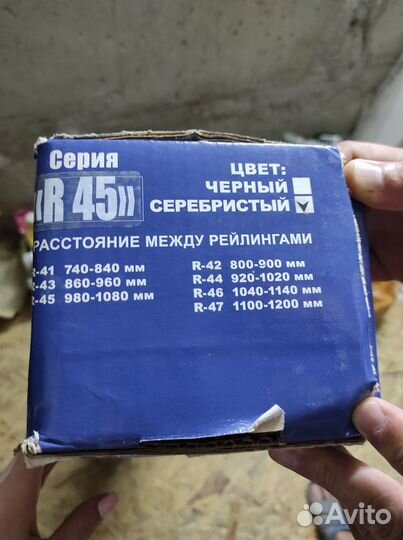 Серия
«R 45»
ЦВЕТ:
ЧЕРНЫЙ
СЕРЕБРИСТЫЙ
РАССТОЯНИЕ МЕЖДУ РЕЙЛИНГАМИ
R-41 740-840 мм R-42 800-900 мм
R-43 860-960 мм R-44 920-1020 мм
R-45 980-1080 мм R-46 1040-1140 мм
R-47 1100-1200 мм
Avito